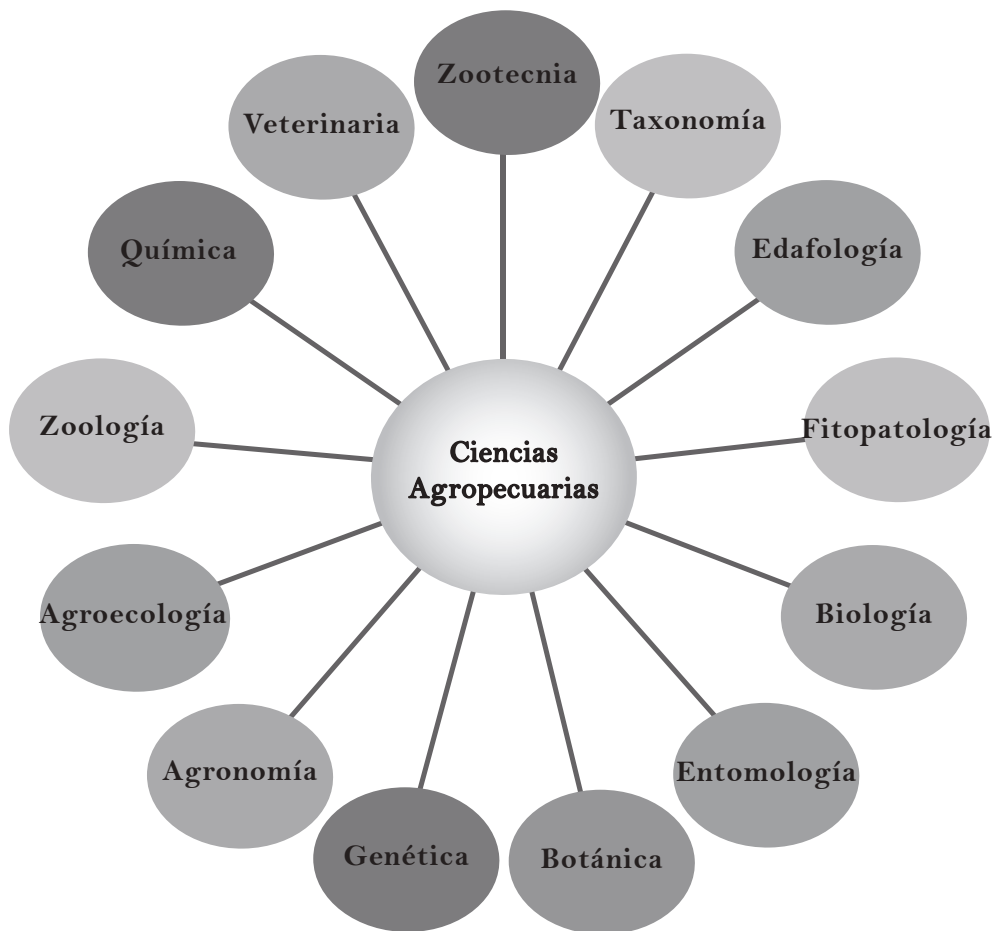 Zootecnia
Taxonomía
Veterinaria
Edafología
Química
Zoología
Fitopatología
Ciencias
Agropecuarias
Agroecología
Biología
Agronomía
Entomología
Genética
Botánica